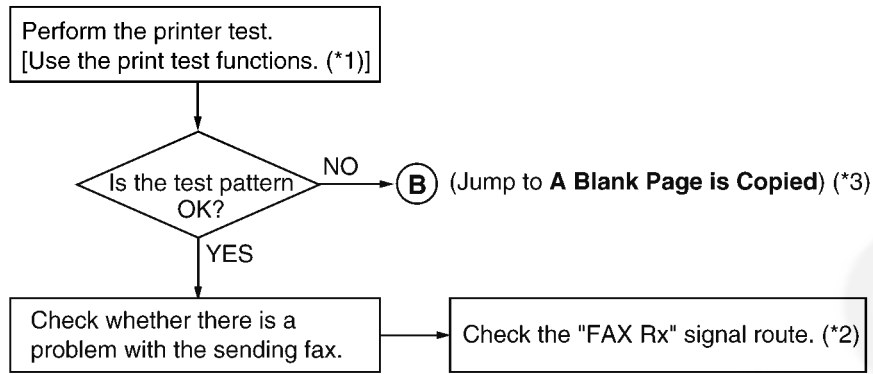 Perform the printer test.
[Use the print test functions. (*1)]
Is the test pattern
OK?
NO
B (Jump to A Blank Page is Copied) (*3)
YES
Check whether there is a
problem with the sending fax.
Check the "FAX Rx" signal route. (*2)